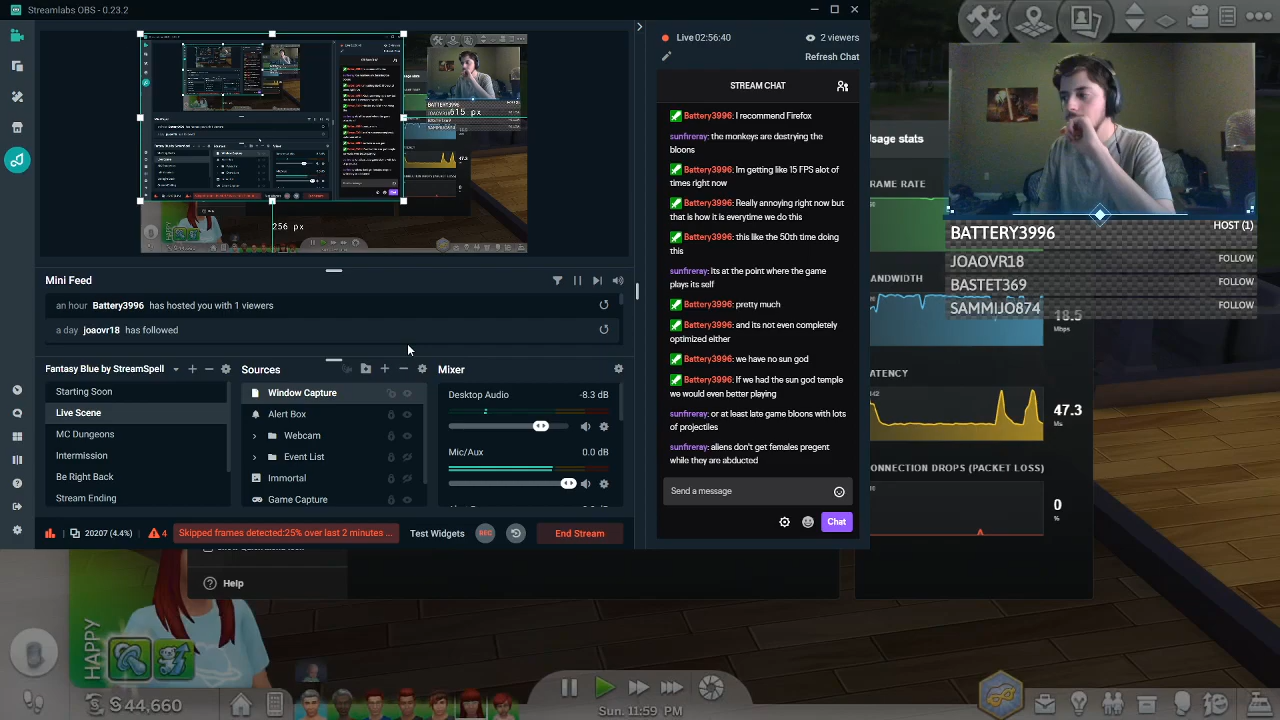 Streamlabs OBS - 0.23.2
Live 02:56:40
2 viewers
Refresh Chat
STREAM CHAT
Battery3996: I recommend Firefox
sunfireray: the monkeys are destrying the
bloons
Battery3996: Im getting like 15 FPS alot of
times right now
Battery3996: Really annoying right now but
that is how it is everytime we do this
Battery3996: this like the 50th time doing
this
sunfireray: its at the point where the game
plays its self
Battery3996: pretty much
Battery3996: and its not even completely
optimized either
Battery3996: we have no sun god
Battery3996: If we had the sun god temple
we would even better playing
sunfireray: or at least late game bloons with lots
of projectiles
sunfireray: aliens don't get females pregent
while they are abducted
Send a message
Chat
515 px
256 px
Mini Feed
an hour Battery3996 has hosted you with 1 viewers
a day joaovr18 has followed
Fantasy Blue by StreamSpell
Starting Soon
Live Scene
MC Dungeons
Intermission
Be Right Back
Stream Ending
Sources
Window Capture
Alert Box
Webcam
Event List
Immortal
Game Capture
Mixer
Desktop Audio
-8.3 dB
Mic/Aux
0.0 dB
20207 (4.4%)
4
Skipped frames detected:25% over last 2 minutes ...
Test Widgets
REC
End Stream
Usage stats
FRAME RATE
BATTERY3996
HOST (1)
JOAOVR18
FOLLOW
BASTET369
FOLLOW
SAMMIJO874
FOLLOW
18.5
Mbps
47.3
Ms
CONNECTION DROPS (PACKET LOSS)
0
%
Help
HAPPY
44,660
Sun. 11:59 PM